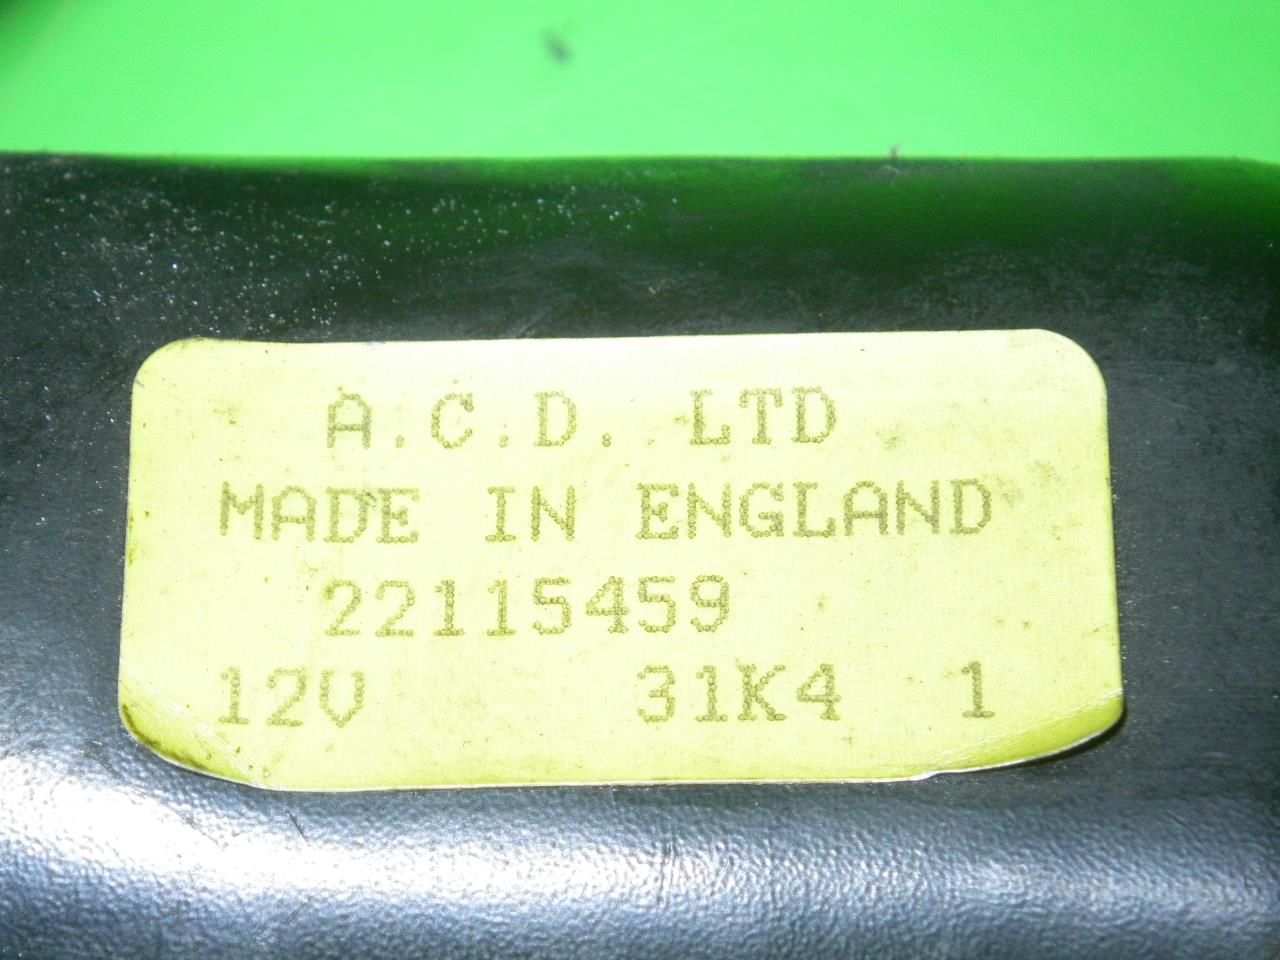 A.C.D. LTD
MADE IN ENGLAND
22115459
12V 31K4 1